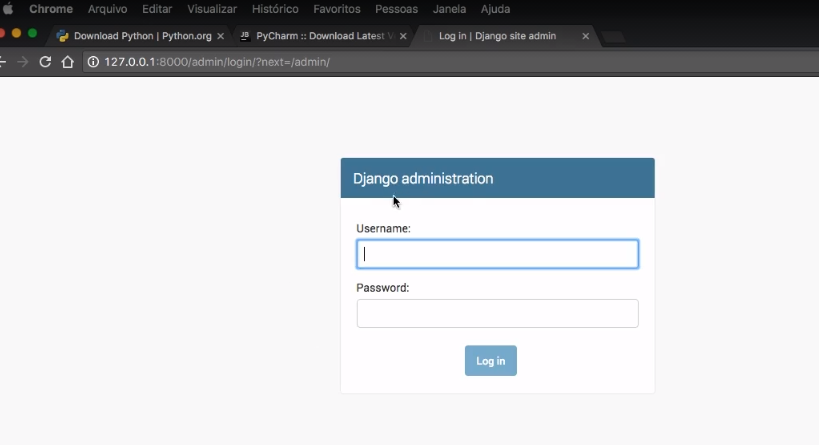 Chrome Arquivo Editar Visualizar Histórico Favoritos Pessoas Janela Ajuda
Download Python | Python.org PyCharm :: Download Latest Log in | Django site admin
127.0.0.1:8000/admin/login/?next=/admin/
Django administration
Username:
Password:
Log in